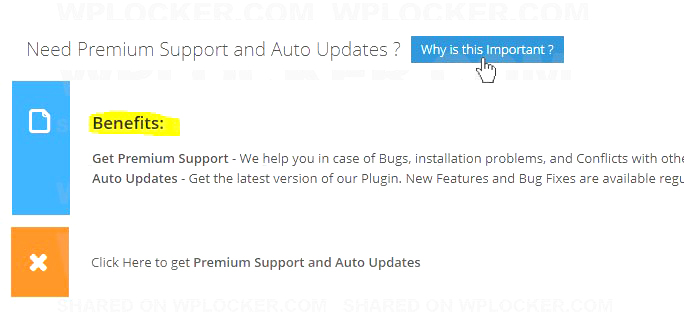 WPLOCKER.COM WPLOCKER.COM
Need Premium Support and Auto Updates ?
Why is this Important ?
Benefits:
Get Premium Support - We help you in case of Bugs, installation problems, and Conflicts with othe
Auto Updates - Get the latest version of our Plugin. New Features and Bug Fixes are available regu
Click Here to get Premium Support and Auto Updates
SHARED ON WPLOCKER.COM SHARED ON WPLOCKER.COM